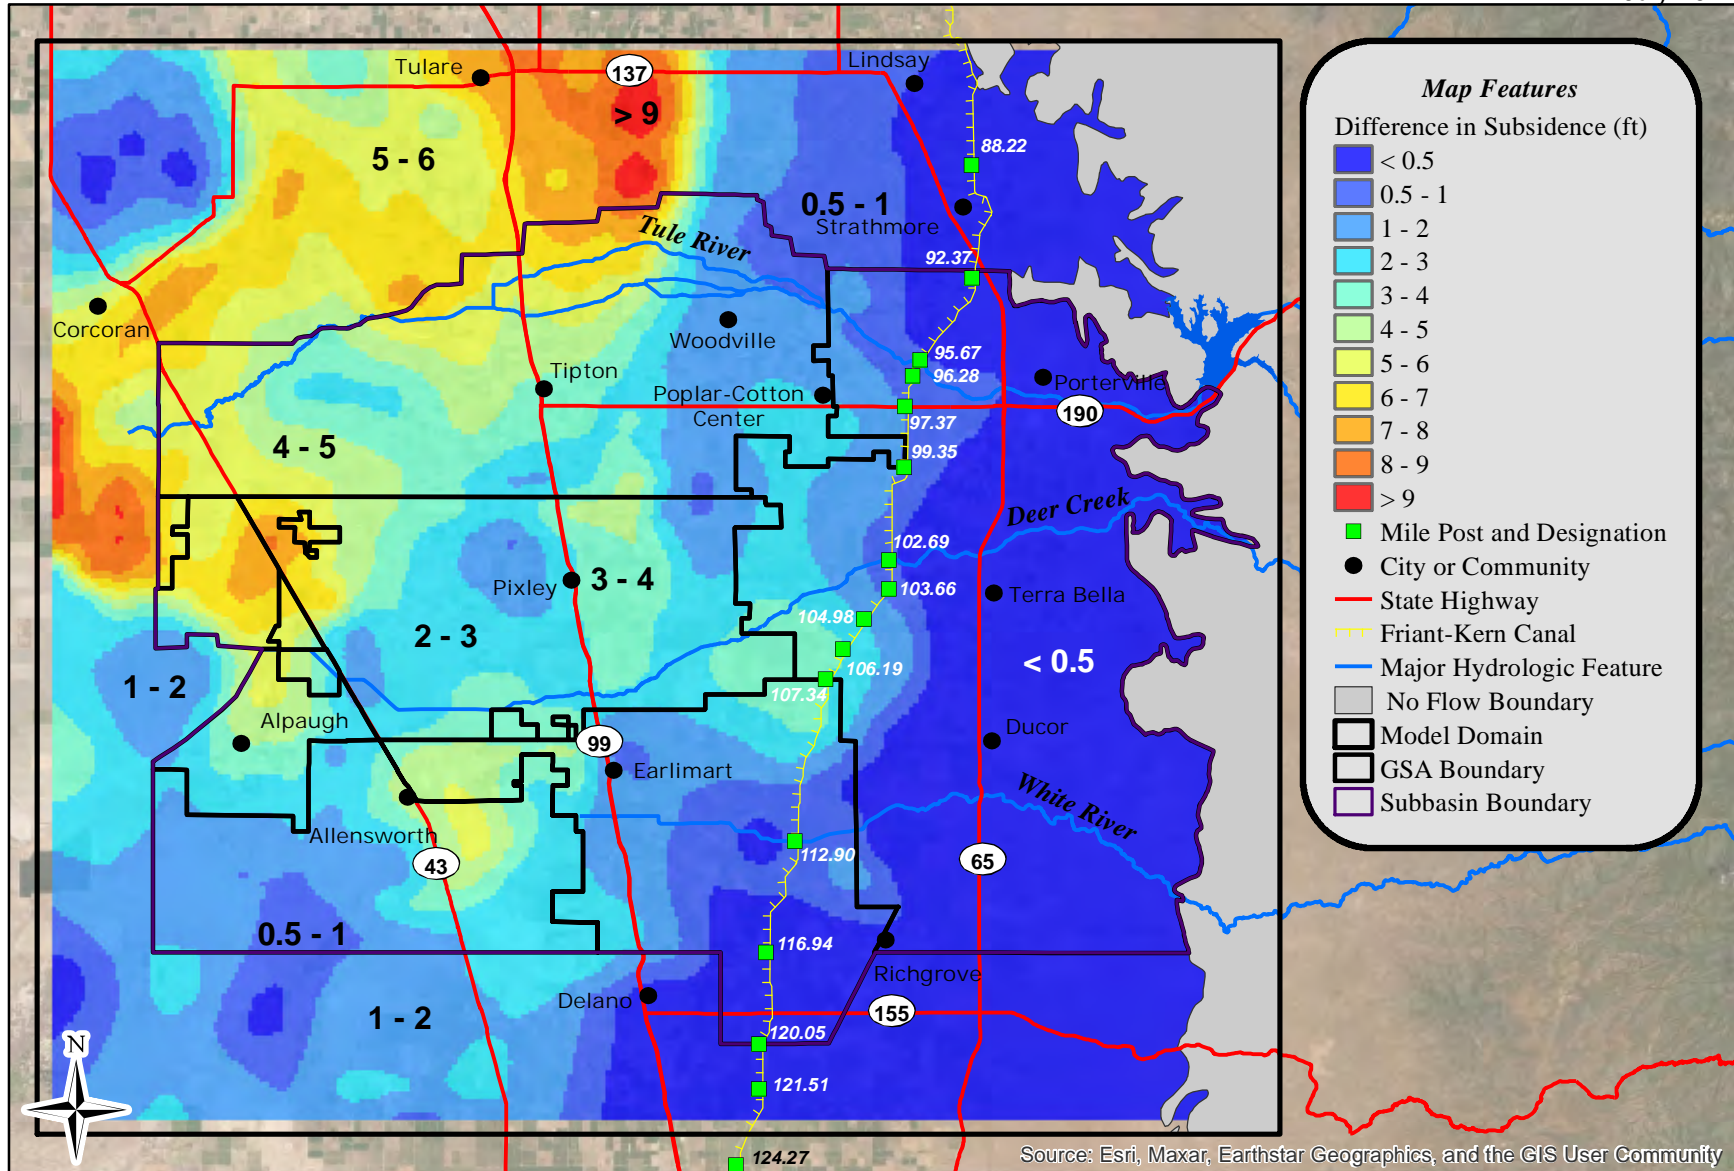 Tulare
137
Lindsay
> 9
5 - 6
88.22
0.5 - 1
Strathmore
Tule River
92.37
Corcoran
Woodville
95.67
96.28
Tipton
Porterville
Poplar-Cotton
Center
190
97.37
4 - 5
99.35
Deer Creek
102.69
Pixley
3 - 4
103.66
Terra Bella
104.98
2 - 3
106.19
< 0.5
1 - 2
107.34
Alpaugh
Ducor
99
Earlimart
White River
Allensworth
112.90
43
65
0.5 - 1
116.94
Richgrove
Delano
155
1 - 2
120.05
N
121.51
124.27
Map Features
Difference in Subsidence (ft)
< 0.5
0.5 - 1
1 - 2
2 - 3
3 - 4
4 - 5
5 - 6
6 - 7
7 - 8
8 - 9
> 9
Mile Post and Designation
City or Community
State Highway
Friant-Kern Canal
Major Hydrologic Feature
No Flow Boundary
Model Domain
GSA Boundary
Subbasin Boundary
Source: Esri, Maxar, Earthstar Geographics, and the GIS User Community